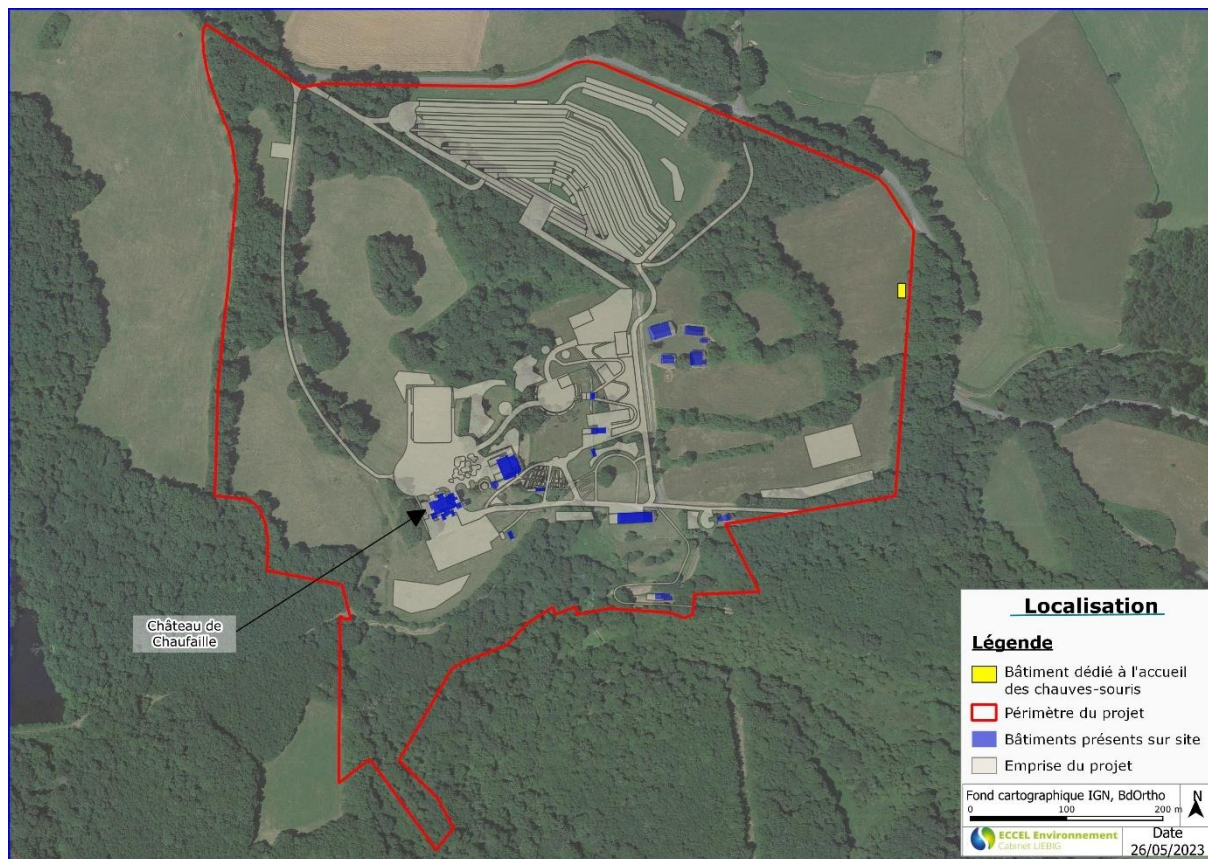 Château de
Chaufaille
Localisation
Légende
Bâtiment dédié à l'accueil
des chauves-souris
Périmètre du projet
Bâtiments présents sur site
Emprise du projet
Fond cartographique IGN, BdOrtho
0 100 200 m
N
ECCEL Environnement
Cabinet LIEBIG
Date
26/05/2023